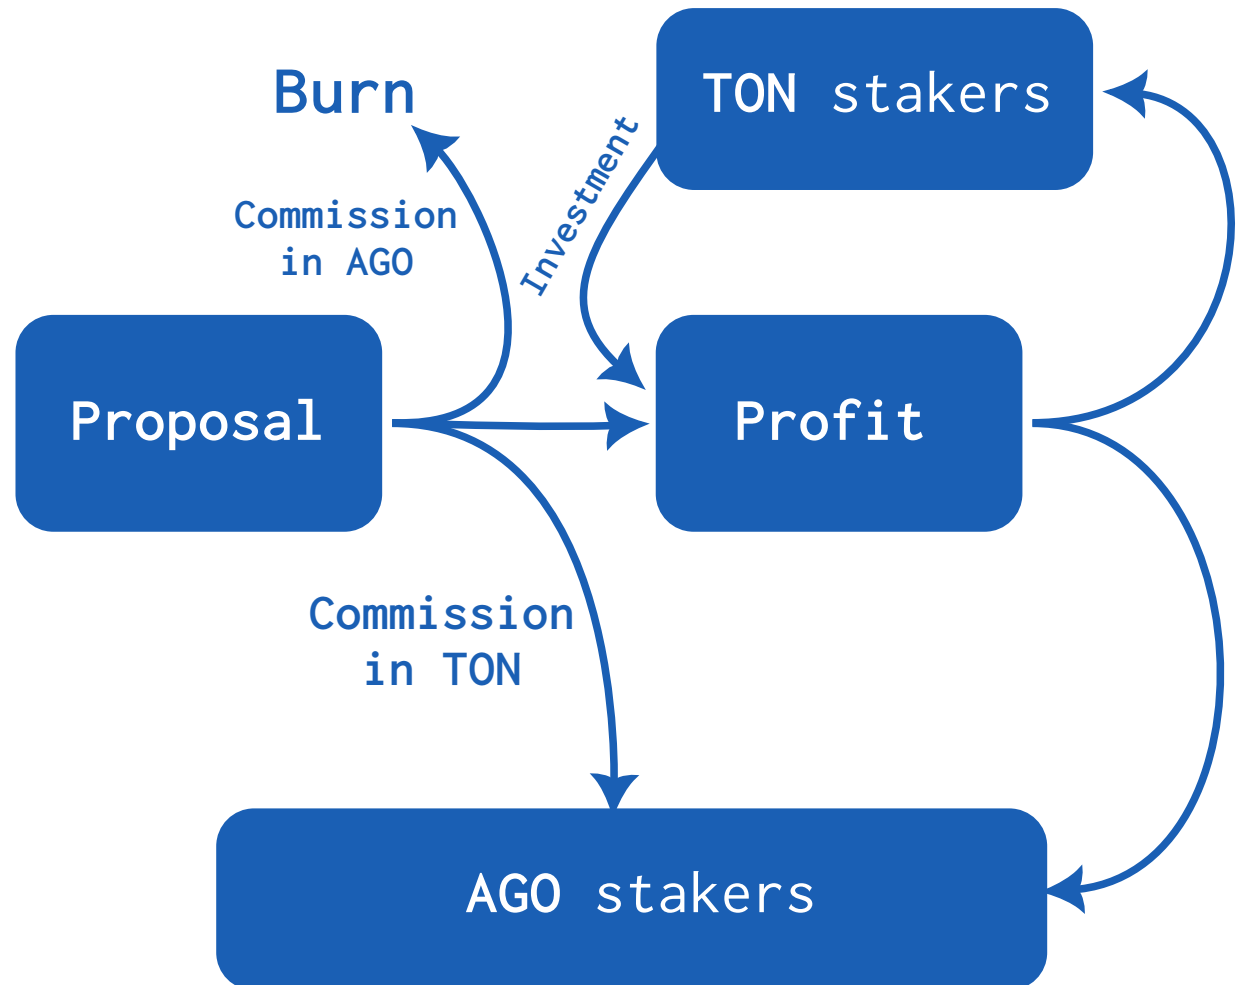 Burn
TON stakers
Investment
Commission
in AGO
Proposal
Profit
Commission
in TON
AGO stakers